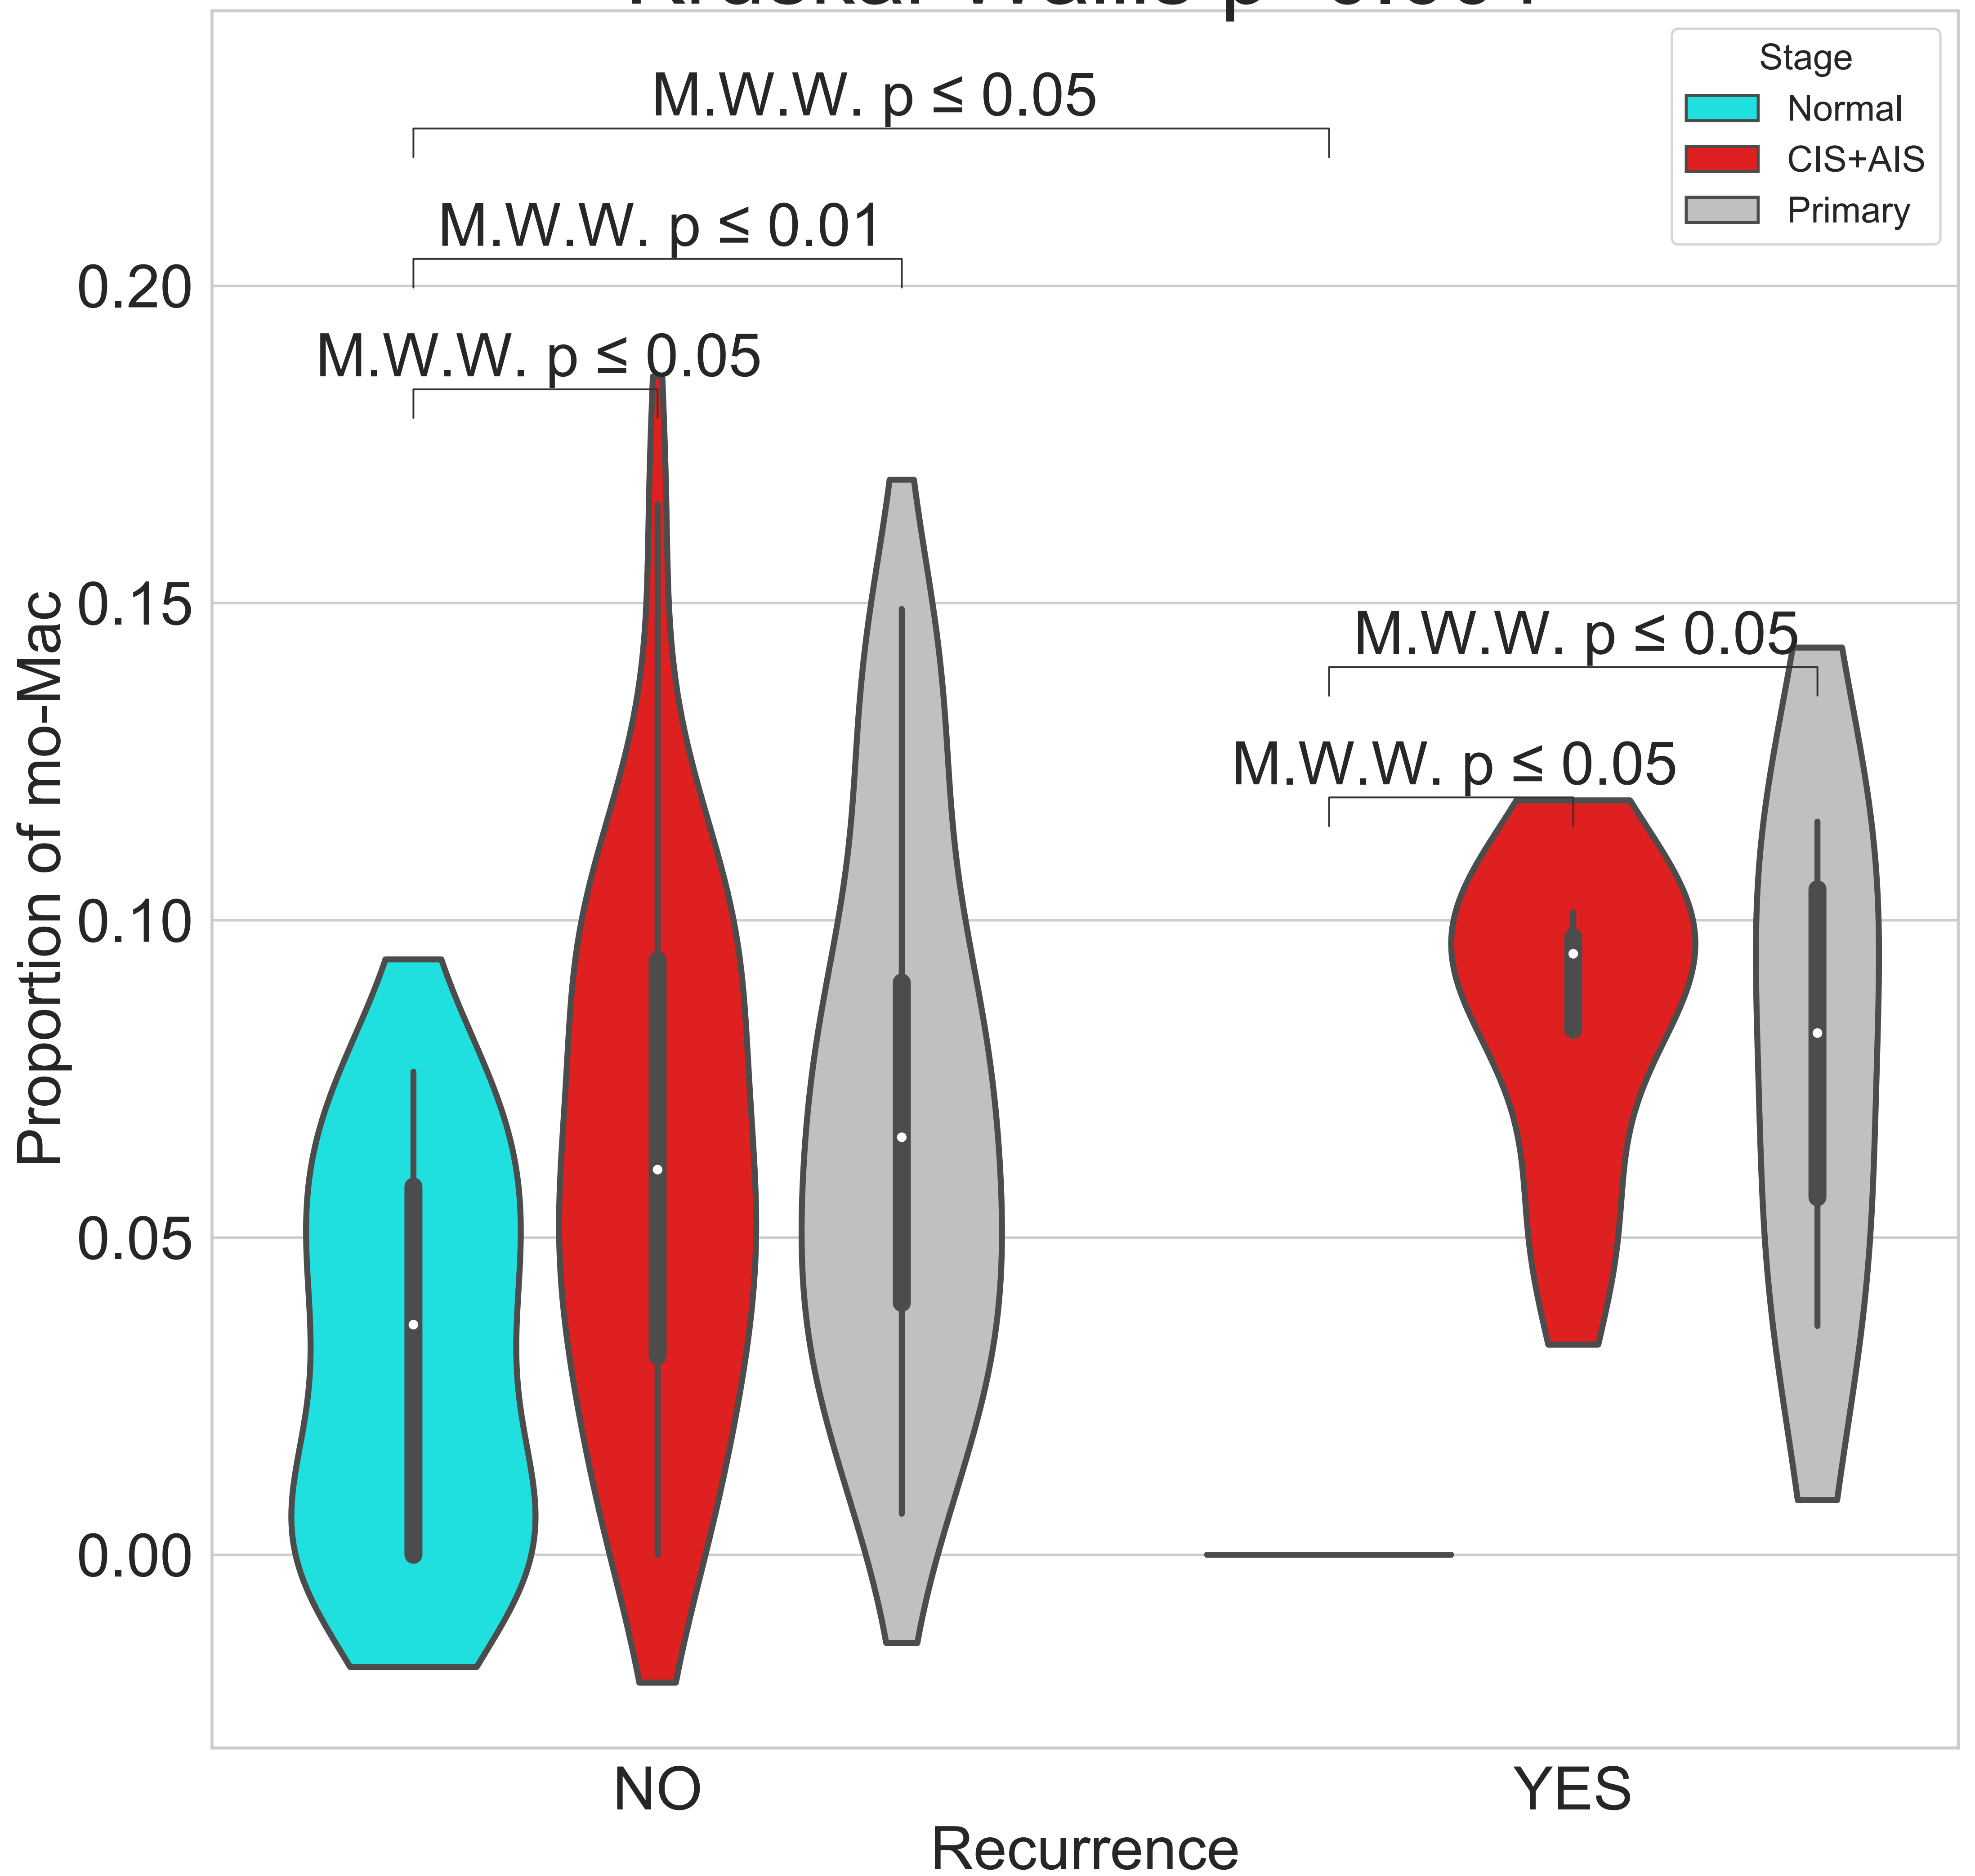 Stage
Normal
CIS+AIS
Primary
M.W.W. p ≤ 0.05
M.W.W. p ≤ 0.01
M.W.W. p ≤ 0.05
M.W.W. p ≤ 0.05
M.W.W. p ≤ 0.05
0.20
0.15
0.10
0.05
0.00
Proportion of mo-Mac
NO
YES
Recurrence